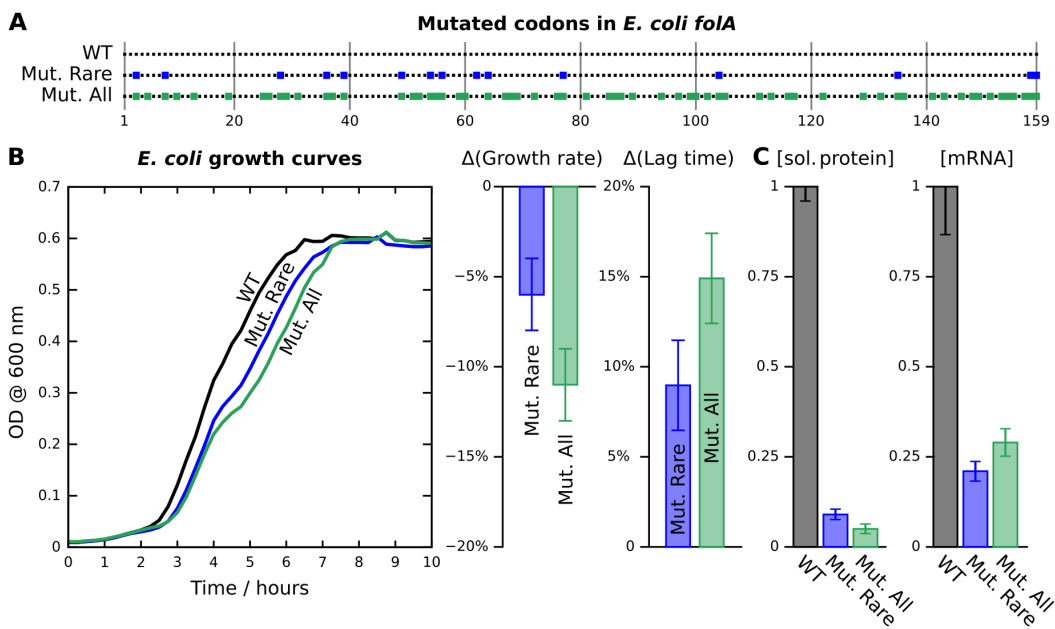 A
Mutated codons in E. coli folA
WT
Mut. Rare
Mut. All
1 20 40 60 80 100 120 140 159
B
E. coli growth curves
Δ(Growth rate)
Δ(Lag time)
C
[sol. protein]
[mRNA]
0.7
0.6
0.5
0.4
0.3
0.2
0.1
0
OD @ 600 nm
WT
Mut. Rare
Mut. All
0 1 2 3 4 5 6 7 8 9 10
Time / hours
0
−5%
−10%
−15%
−20%
Mut. Rare
Mut. All
20%
15%
10%
5%
0
Mut. Rare
Mut. All
1
0.75
0.5
0.25
0
WT
Mut. Rare
Mut. All
1
0.75
0.5
0.25
0
WT
Mut. Rare
Mut. All